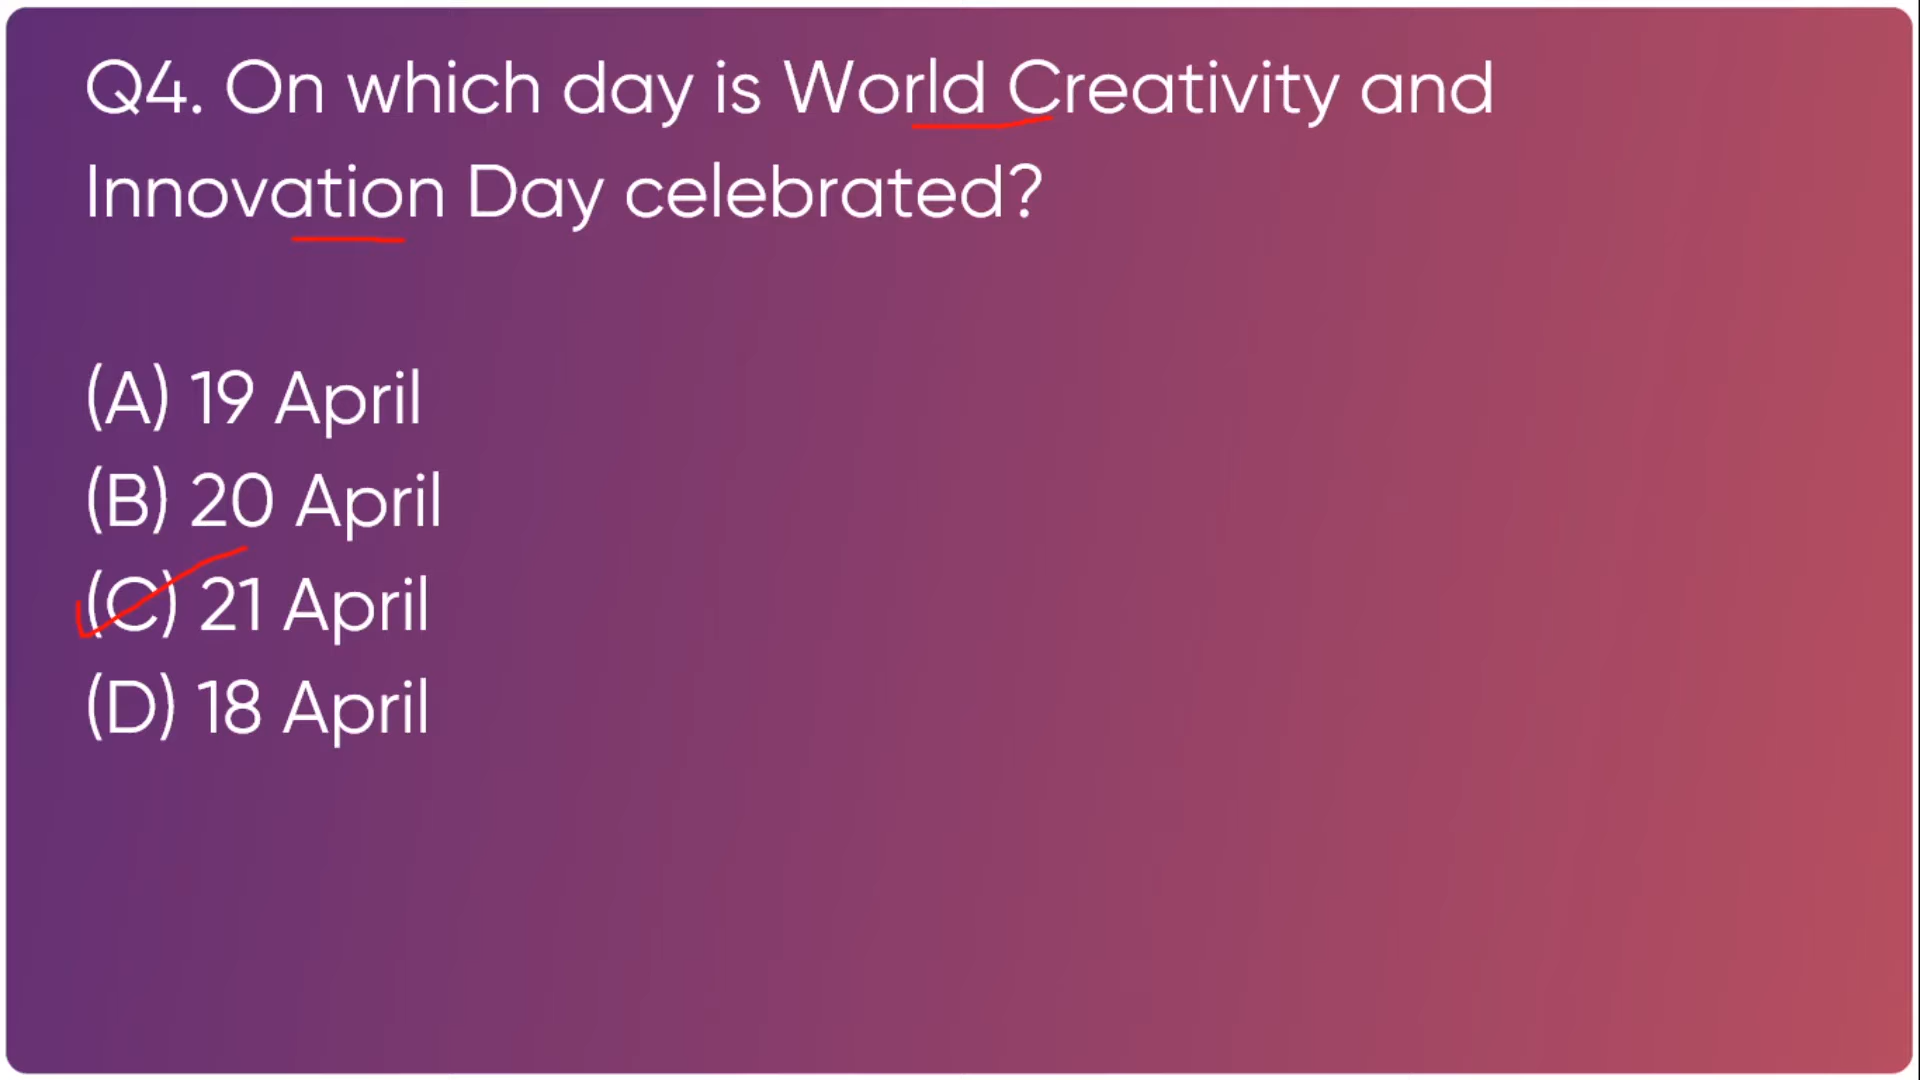 Q4. On which day is World Creativity and
Innovation Day celebrated?
(A) 19 April
(B) 20 April
(C) 21 April
(D) 18 April